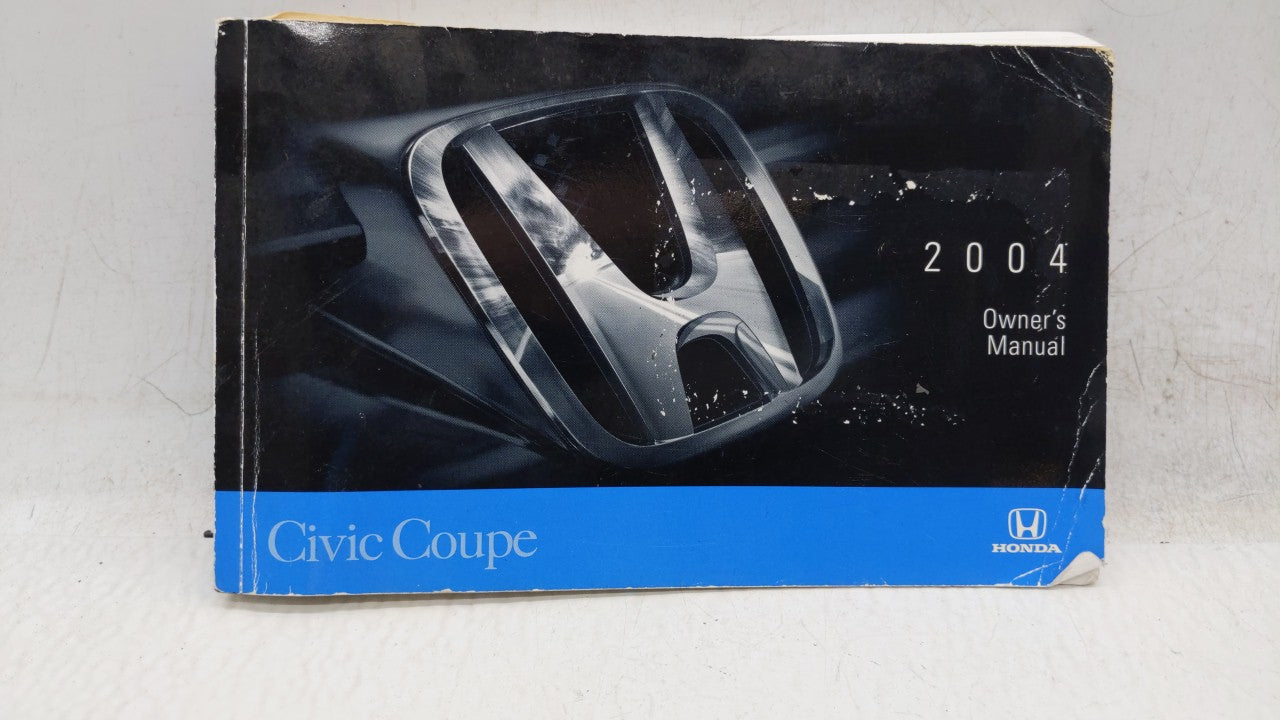 2004
Owner's
Manual
Civic Coupe
HONDA